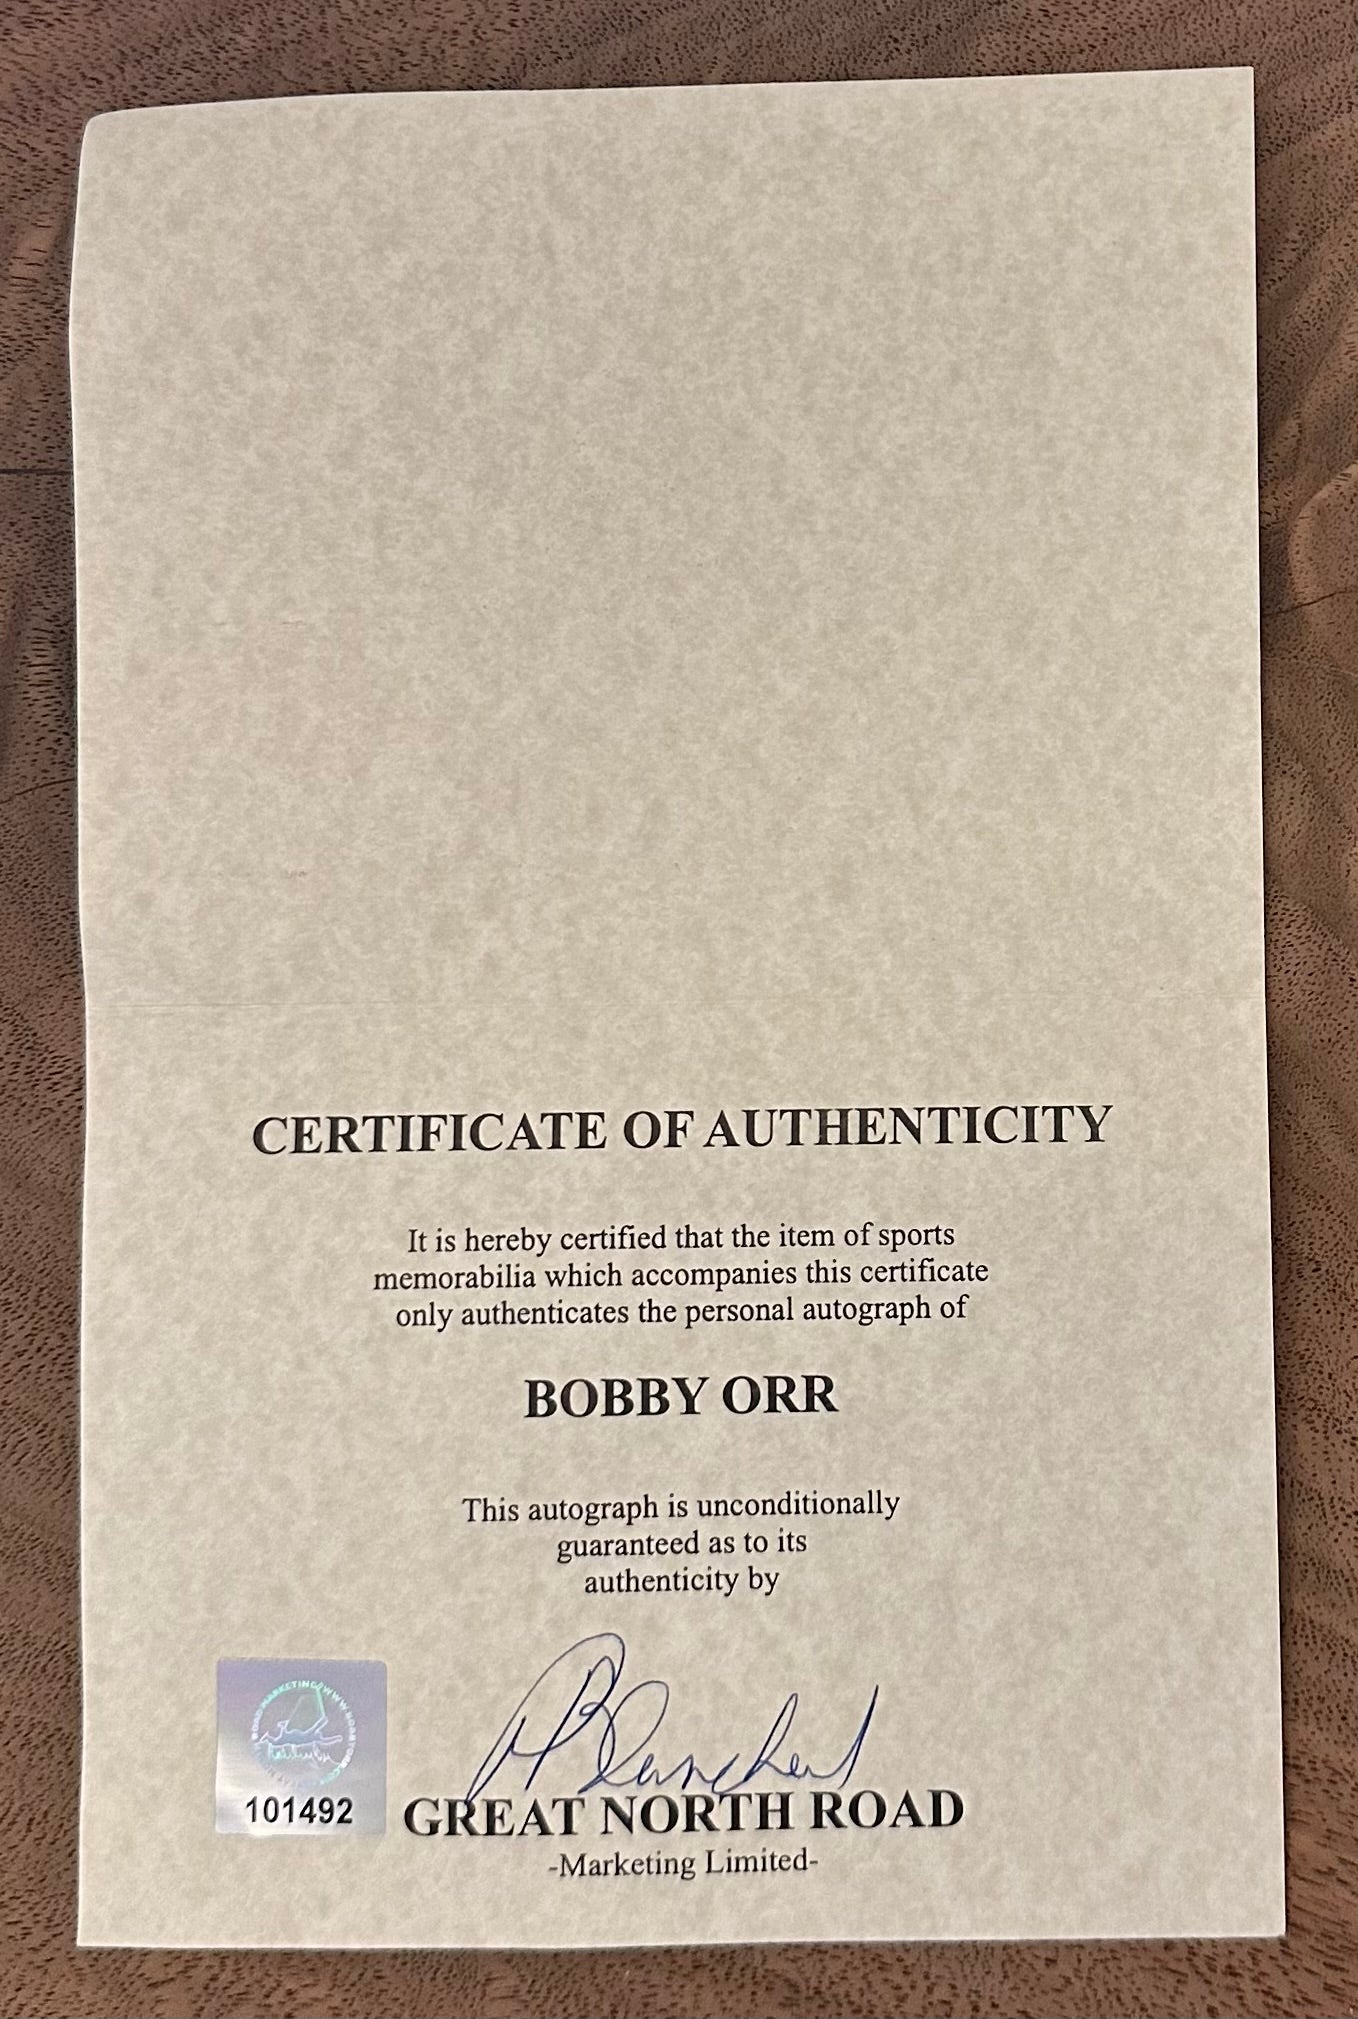 CERTIFICATE OF AUTHENTICITY
It is hereby certified that the item of sports
memorabilia which accompanies this certificate
only authenticates the personal autograph of
BOBBY ORR
This autograph is unconditionally
guaranteed as to its
authenticity by
101492
GREAT NORTH ROAD
-Marketing Limited-